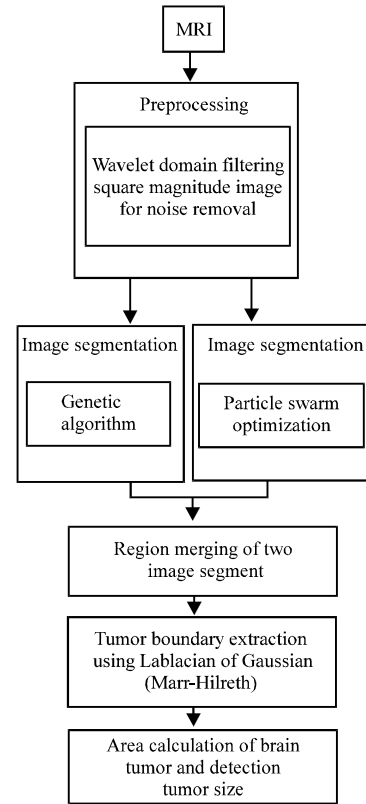 MRI
Preprocessing
Wavelet domain filtering
square magnitude image
for noise removal
Image segmentation
Genetic
algorithm
Image segmentation
Particle swarm
optimization
Region merging of two
image segment
Tumor boundary extraction
using Lablacian of Gaussian
(Marr-Hilreth)
Area calculation of brain
tumor and detection
tumor size